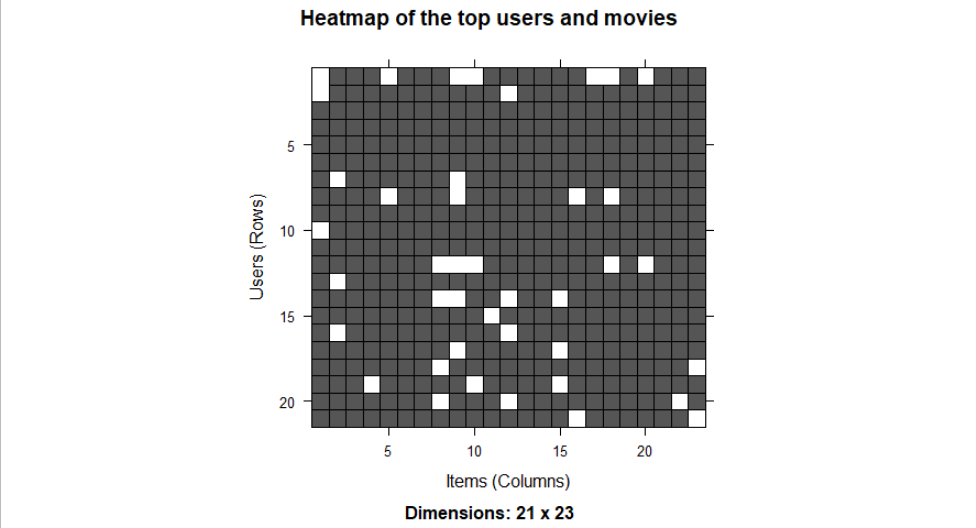 Heatmap of the top users and movies
Users (Rows)
5
10
15
20
5 10 15 20
Items (Columns)
Dimensions: 21 x 23